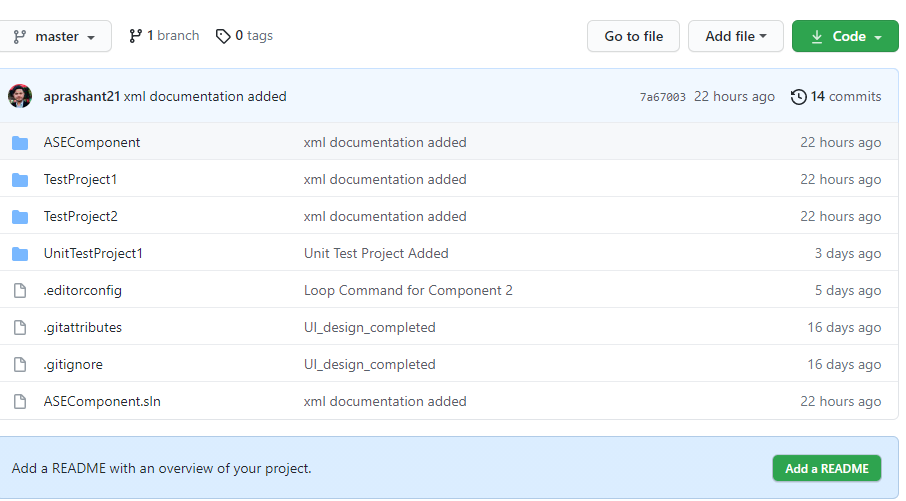 master 1 branch 0 tags Go to file Add file Code
aprashant21 xml documentation added 7a67003 22 hours ago 14 commits
ASEComponent xml documentation added 22 hours ago
TestProject1 xml documentation added 22 hours ago
TestProject2 xml documentation added 22 hours ago
UnitTestProject1 Unit Test Project Added 3 days ago
.editorconfig Loop Command for Component 2 5 days ago
.gitattributes UI_design_completed 16 days ago
.gitignore UI_design_completed 16 days ago
ASEComponent.sln xml documentation added 22 hours ago
Add a README with an overview of your project. Add a README